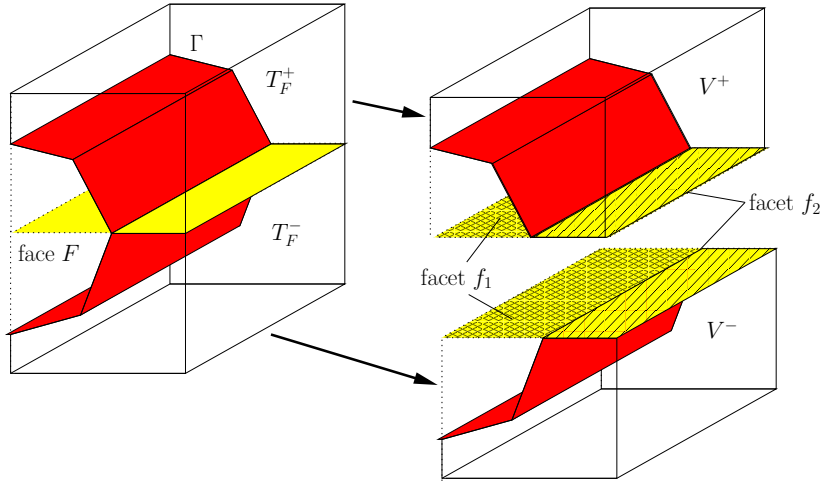 Γ
T_F^+
V^+
facet f_2
face F
T_F^-
facet f_1
V^-